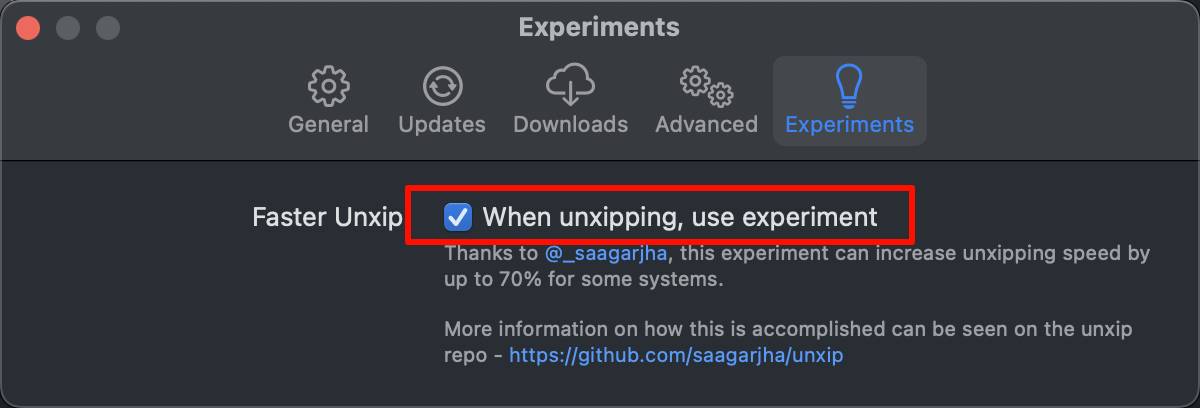 Experiments
General Updates Downloads Advanced Experiments
Faster Unxip When unxipping, use experiment
Thanks to @_saagarjha, this experiment can increase unxipping speed by
up to 70% for some systems.
More information on how this is accomplished can be seen on the unxip
repo - https://github.com/saagarjha/unxip